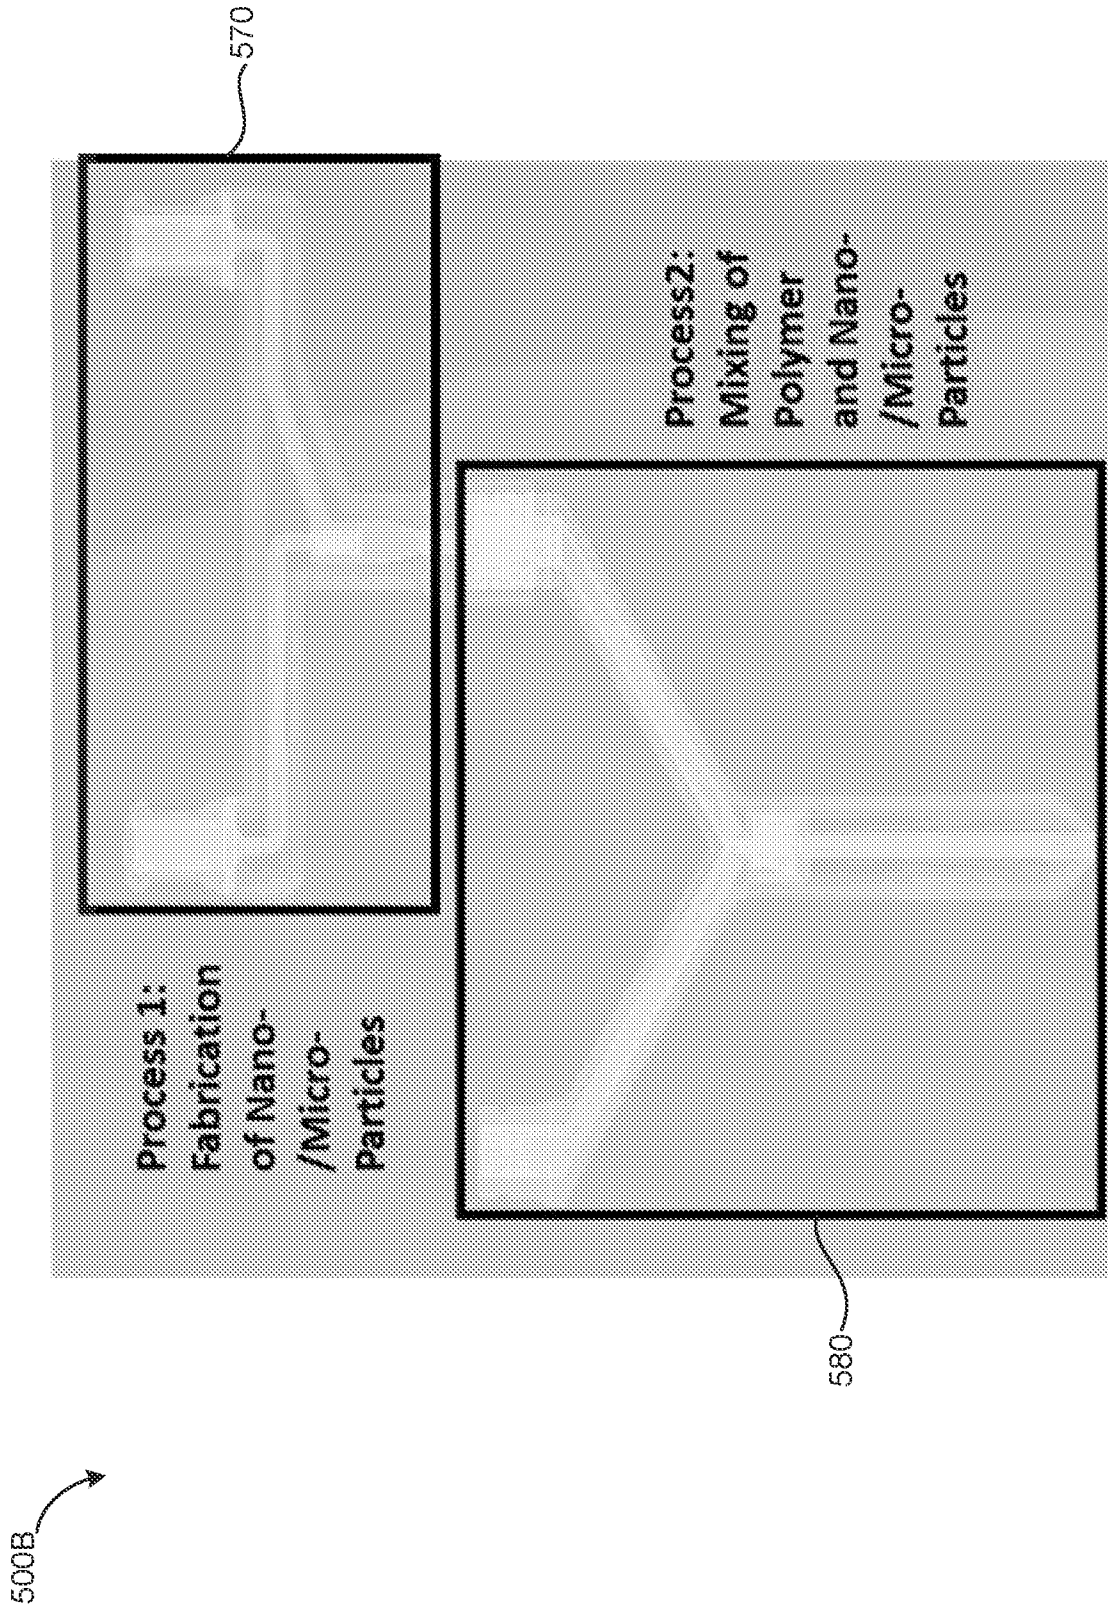 500B
570
Process 1:
Fabrication
of Nano-
/Micro-
Particles
Process2:
Mixing of
Polymer
and Nano-
/Micro-
Particles
580